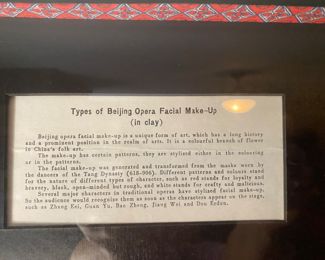 Types of Beijing Opera Facial Make-Up
(in clay)
Beijing opera facial make-up is a unique form of art, which has a long history
and a prominent position in the realm of arts. It is a colourful branch of flower
in China's folk art.
The make-up has certain patterns, they are stylized either in the colouring
or in the pattern.
The facial make-up was generated and transformed from the masks worn by
the dancers of the Tang Dynasty (618-906). Different patterns and colours stand
for the nature of different types of character, such as red stands for loyalty and
bravery, black, open-minded but rough, and white stands for crafty and malicious.
Several major characters in traditional operas have stylized facial make-up.
So the audience would recognize them as soon as the characters appear on the stage,
such as Zhang Fei, Guan Yu, Bao Zheng, Jiang Wei and Dou Erdun.